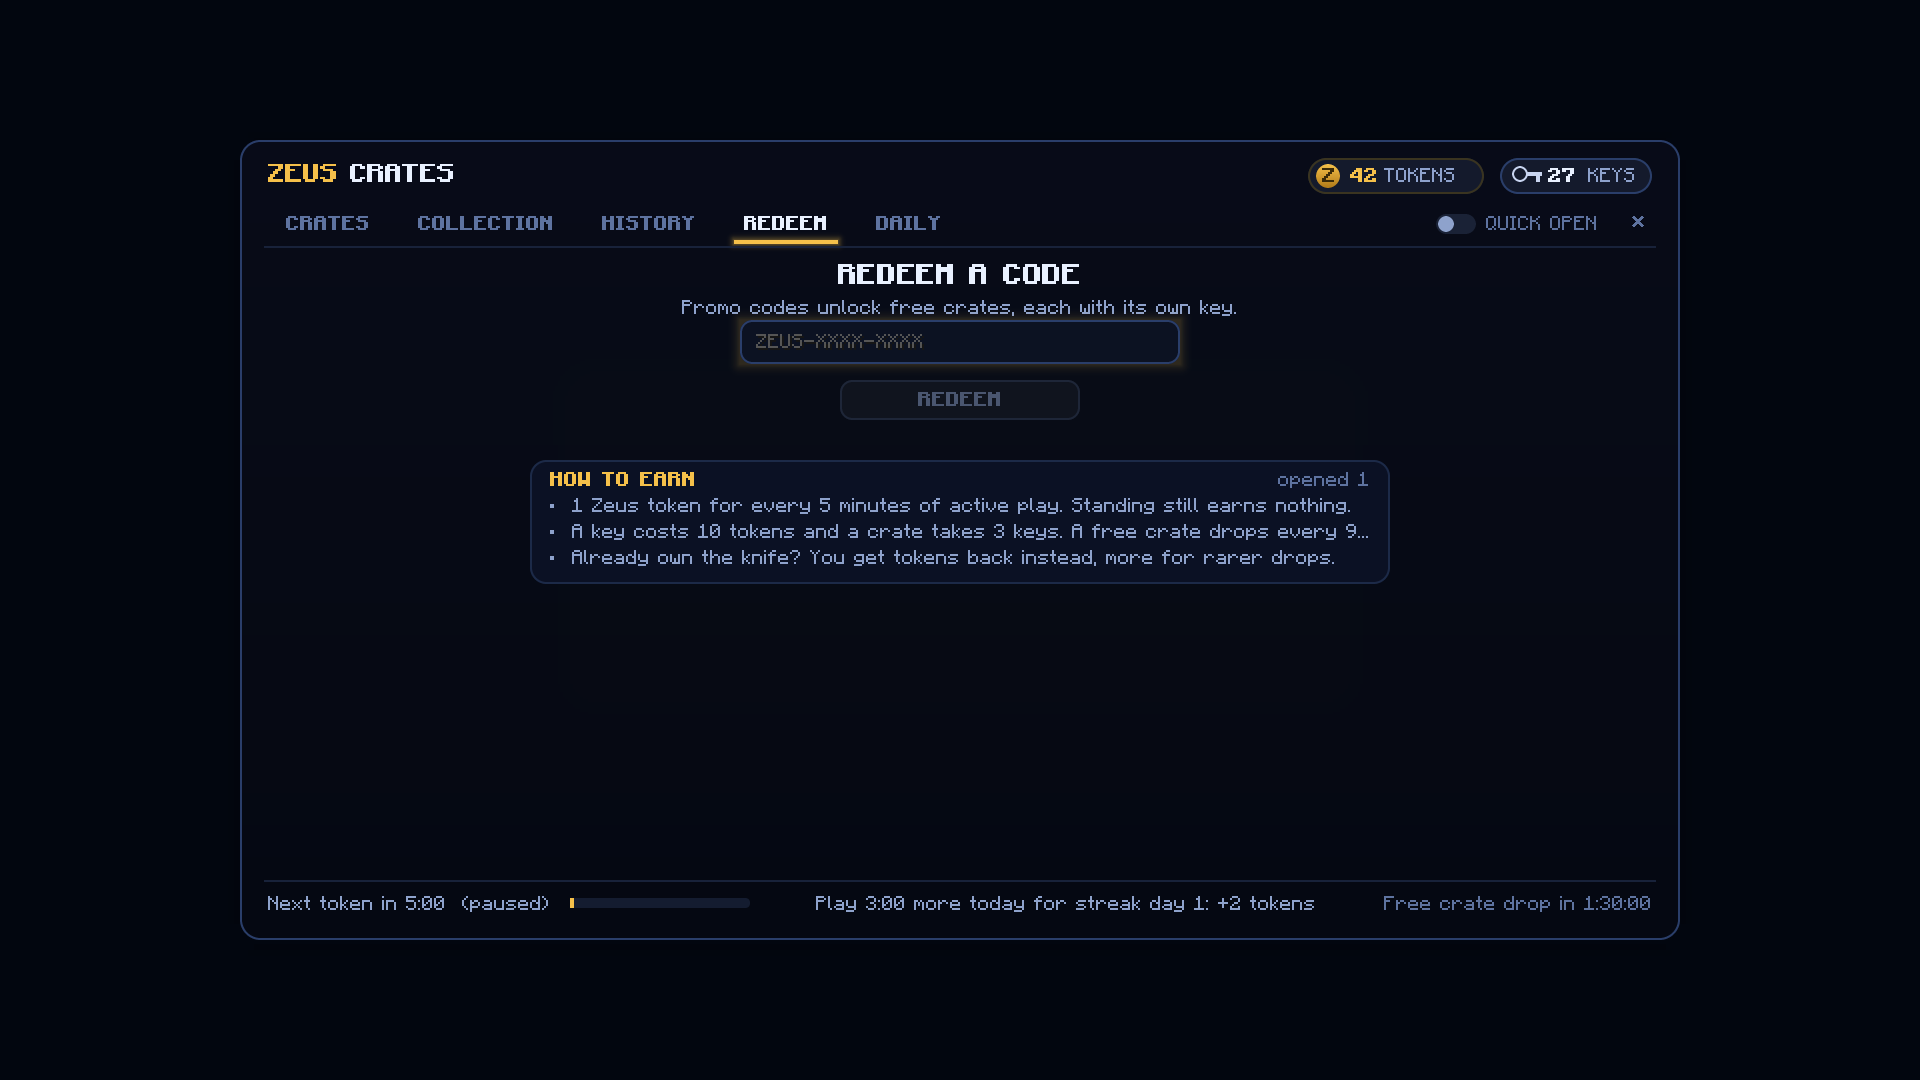 ZEUS CRATES
Z 42 TOKENS
27 KEYS
CRATES COLLECTION HISTORY REDEEM DAILY
QUICK OPEN ×
REDEEM A CODE
Promo codes unlock free crates, each with its own key.
ZEUS-XXXX-XXXX
REDEEM
HOW TO EARN
opened 1
• 1 Zeus token for every 5 minutes of active play. Standing still earns nothing.
• A key costs 10 tokens and a crate takes 3 keys. A free crate drops every 9...
• Already own the knife? You get tokens back instead, more for rarer drops.
Next token in 5:00 (paused)
Play 3:00 more today for streak day 1: +2 tokens
Free crate drop in 1:30:00